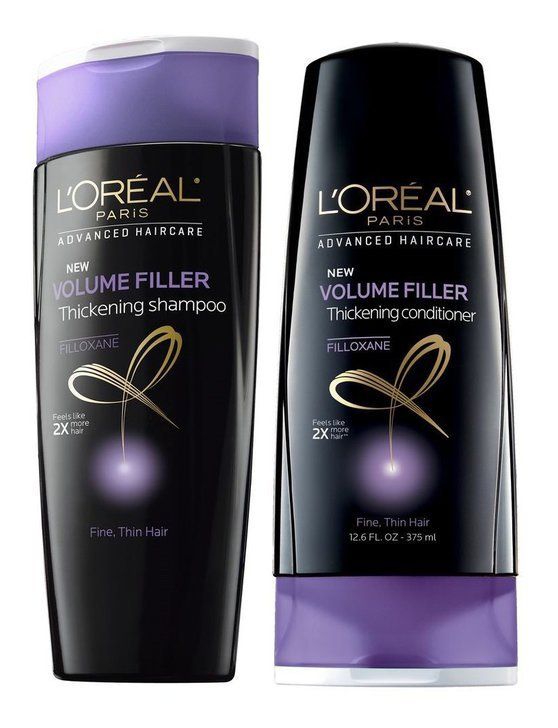 L'ORÉAL®
PARIS
ADVANCED HAIRCARE
NEW
VOLUME FILLER
Thickening shampoo
FILLOXANE
Feels like
2X more
hair*
Fine, Thin Hair
L'ORÉAL®
PARIS
ADVANCED HAIRCARE
NEW
VOLUME FILLER
Thickening conditioner
FILLOXANE
Feels like
2X more
hair**
Fine, Thin Hair
12.6 FL. OZ - 375 ml